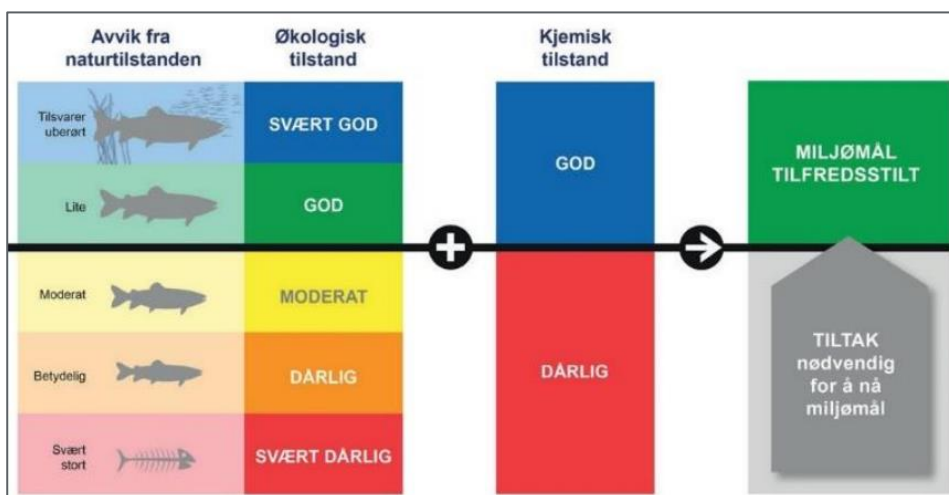 Avvik fra
naturtilstanden
Økologisk
tilstand
Kjemisk
tilstand
Tilsvarer
uberørt
SVÆRT GOD
Lite
GOD
GOD
MILJØMÅL
TILFREDSSTILT
Moderat
MODERAT
Betydelig
DÅRLIG
DÅRLIG
TILTAK
nødvendig
for å nå
miljømål
Svært
stort
SVÆRT DÅRLIG